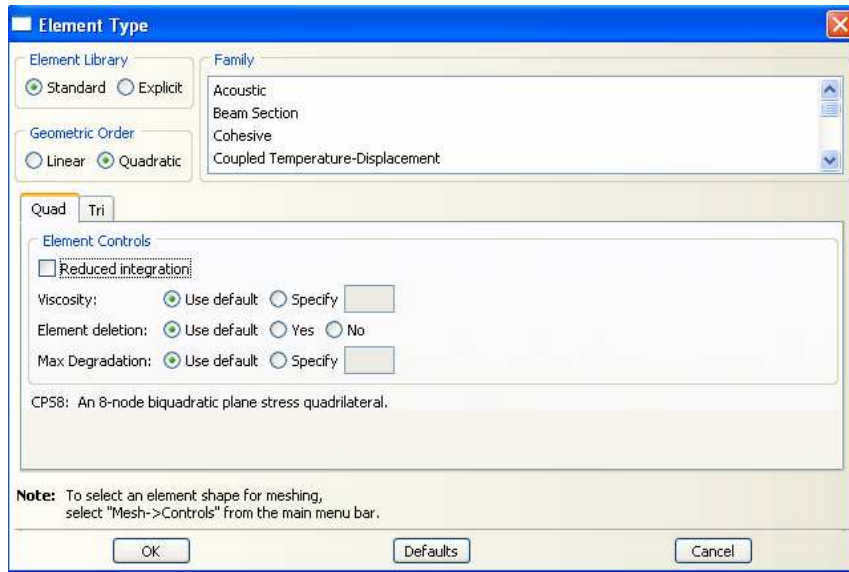 Element Type
Element Library
Standard Explicit
Family
Acoustic
Beam Section
Cohesive
Coupled Temperature-Displacement
Geometric Order
Linear Quadratic
Quad Tri
Element Controls
Reduced integration
Viscosity: Use default Specify
Element deletion: Use default Yes No
Max Degradation: Use default Specify
CPS8: An 8-node biquadratic plane stress quadrilateral.
Note: To select an element shape for meshing,
select "Mesh->Controls" from the main menu bar.
OK Defaults Cancel